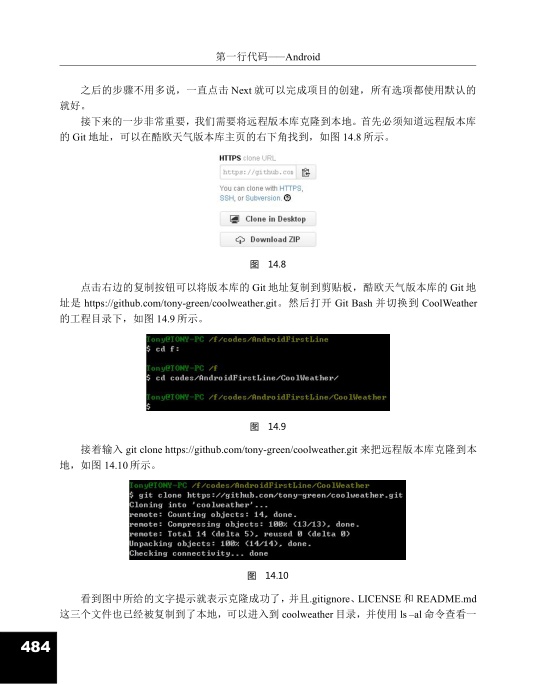 第一行代码——Android
之后的步骤不用多说，一直点击 Next 就可以完成项目的创建，所有选项都使用默认的
就好。
接下来的一步非常重要，我们需要将远程版本库克隆到本地。首先必须知道远程版本库
的 Git 地址，可以在酷欧天气版本库主页的右下角找到，如图 14.8 所示。
HTTPS clone URL
https://github.com
You can clone with HTTPS,
SSH, or Subversion.
Clone in Desktop
Download ZIP
图 14.8
点击右边的复制按钮可以将版本库的 Git 地址复制到剪贴板，酷欧天气版本库的 Git 地
址是 https://github.com/tony-green/coolweather.git。然后打开 Git Bash 并切换到 CoolWeather
的工程目录下，如图 14.9 所示。
Tony@TONY-PC /f/codes/AndroidFirstLine
$ cd f:
Tony@TONY-PC /f
$ cd codes/AndroidFirstLine/CoolWeather/
Tony@TONY-PC /f/codes/AndroidFirstLine/CoolWeather
$
图 14.9
接着输入 git clone https://github.com/tony-green/coolweather.git 来把远程版本库克隆到本
地，如图 14.10 所示。
Tony@TONY-PC /f/codes/AndroidFirstLine/CoolWeather
$ git clone https://github.com/tony-green/coolweather.git
Cloning into 'coolweather'...
remote: Counting objects: 14, done.
remote: Compressing objects: 100% (13/13), done.
remote: Total 14 (delta 5), reused 0 (delta 0)
Unpacking objects: 100% (14/14), done.
Checking connectivity... done
图 14.10
看到图中所给的文字提示就表示克隆成功了，并且.gitignore、LICENSE 和 README.md
这三个文件也已经被复制到了本地，可以进入到 coolweather 目录，并使用 ls –al 命令查看一
484